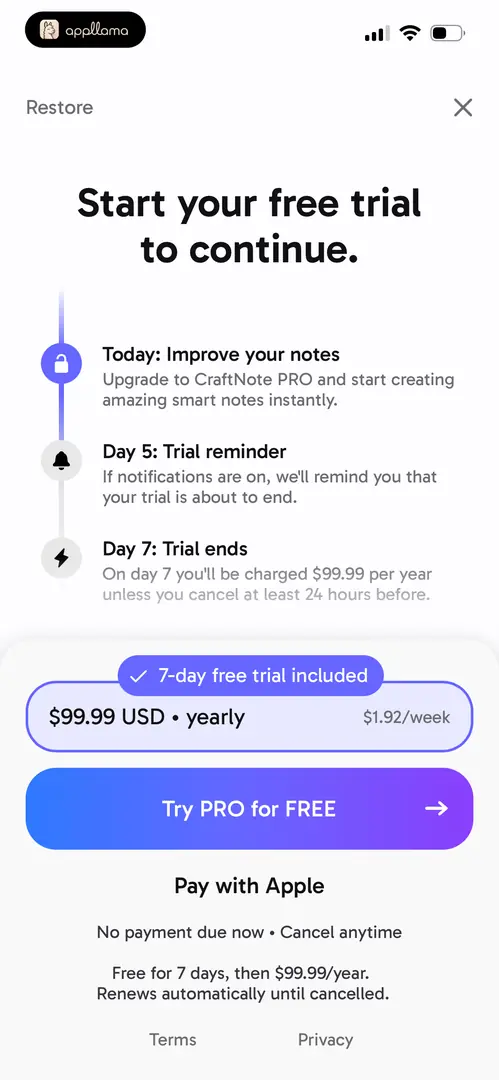 appllama
Restore
Start your free trial
to continue.
Today: Improve your notes
Upgrade to CraftNote PRO and start creating
amazing smart notes instantly.
Day 5: Trial reminder
If notifications are on, we'll remind you that
your trial is about to end.
Day 7: Trial ends
On day 7 you'll be charged $99.99 per year
unless you cancel at least 24 hours before.
7-day free trial included
$99.99 USD • yearly $1.92/week
Try PRO for FREE
Pay with Apple
No payment due now • Cancel anytime
Free for 7 days, then $99.99/year.
Renews automatically until cancelled.
Terms Privacy